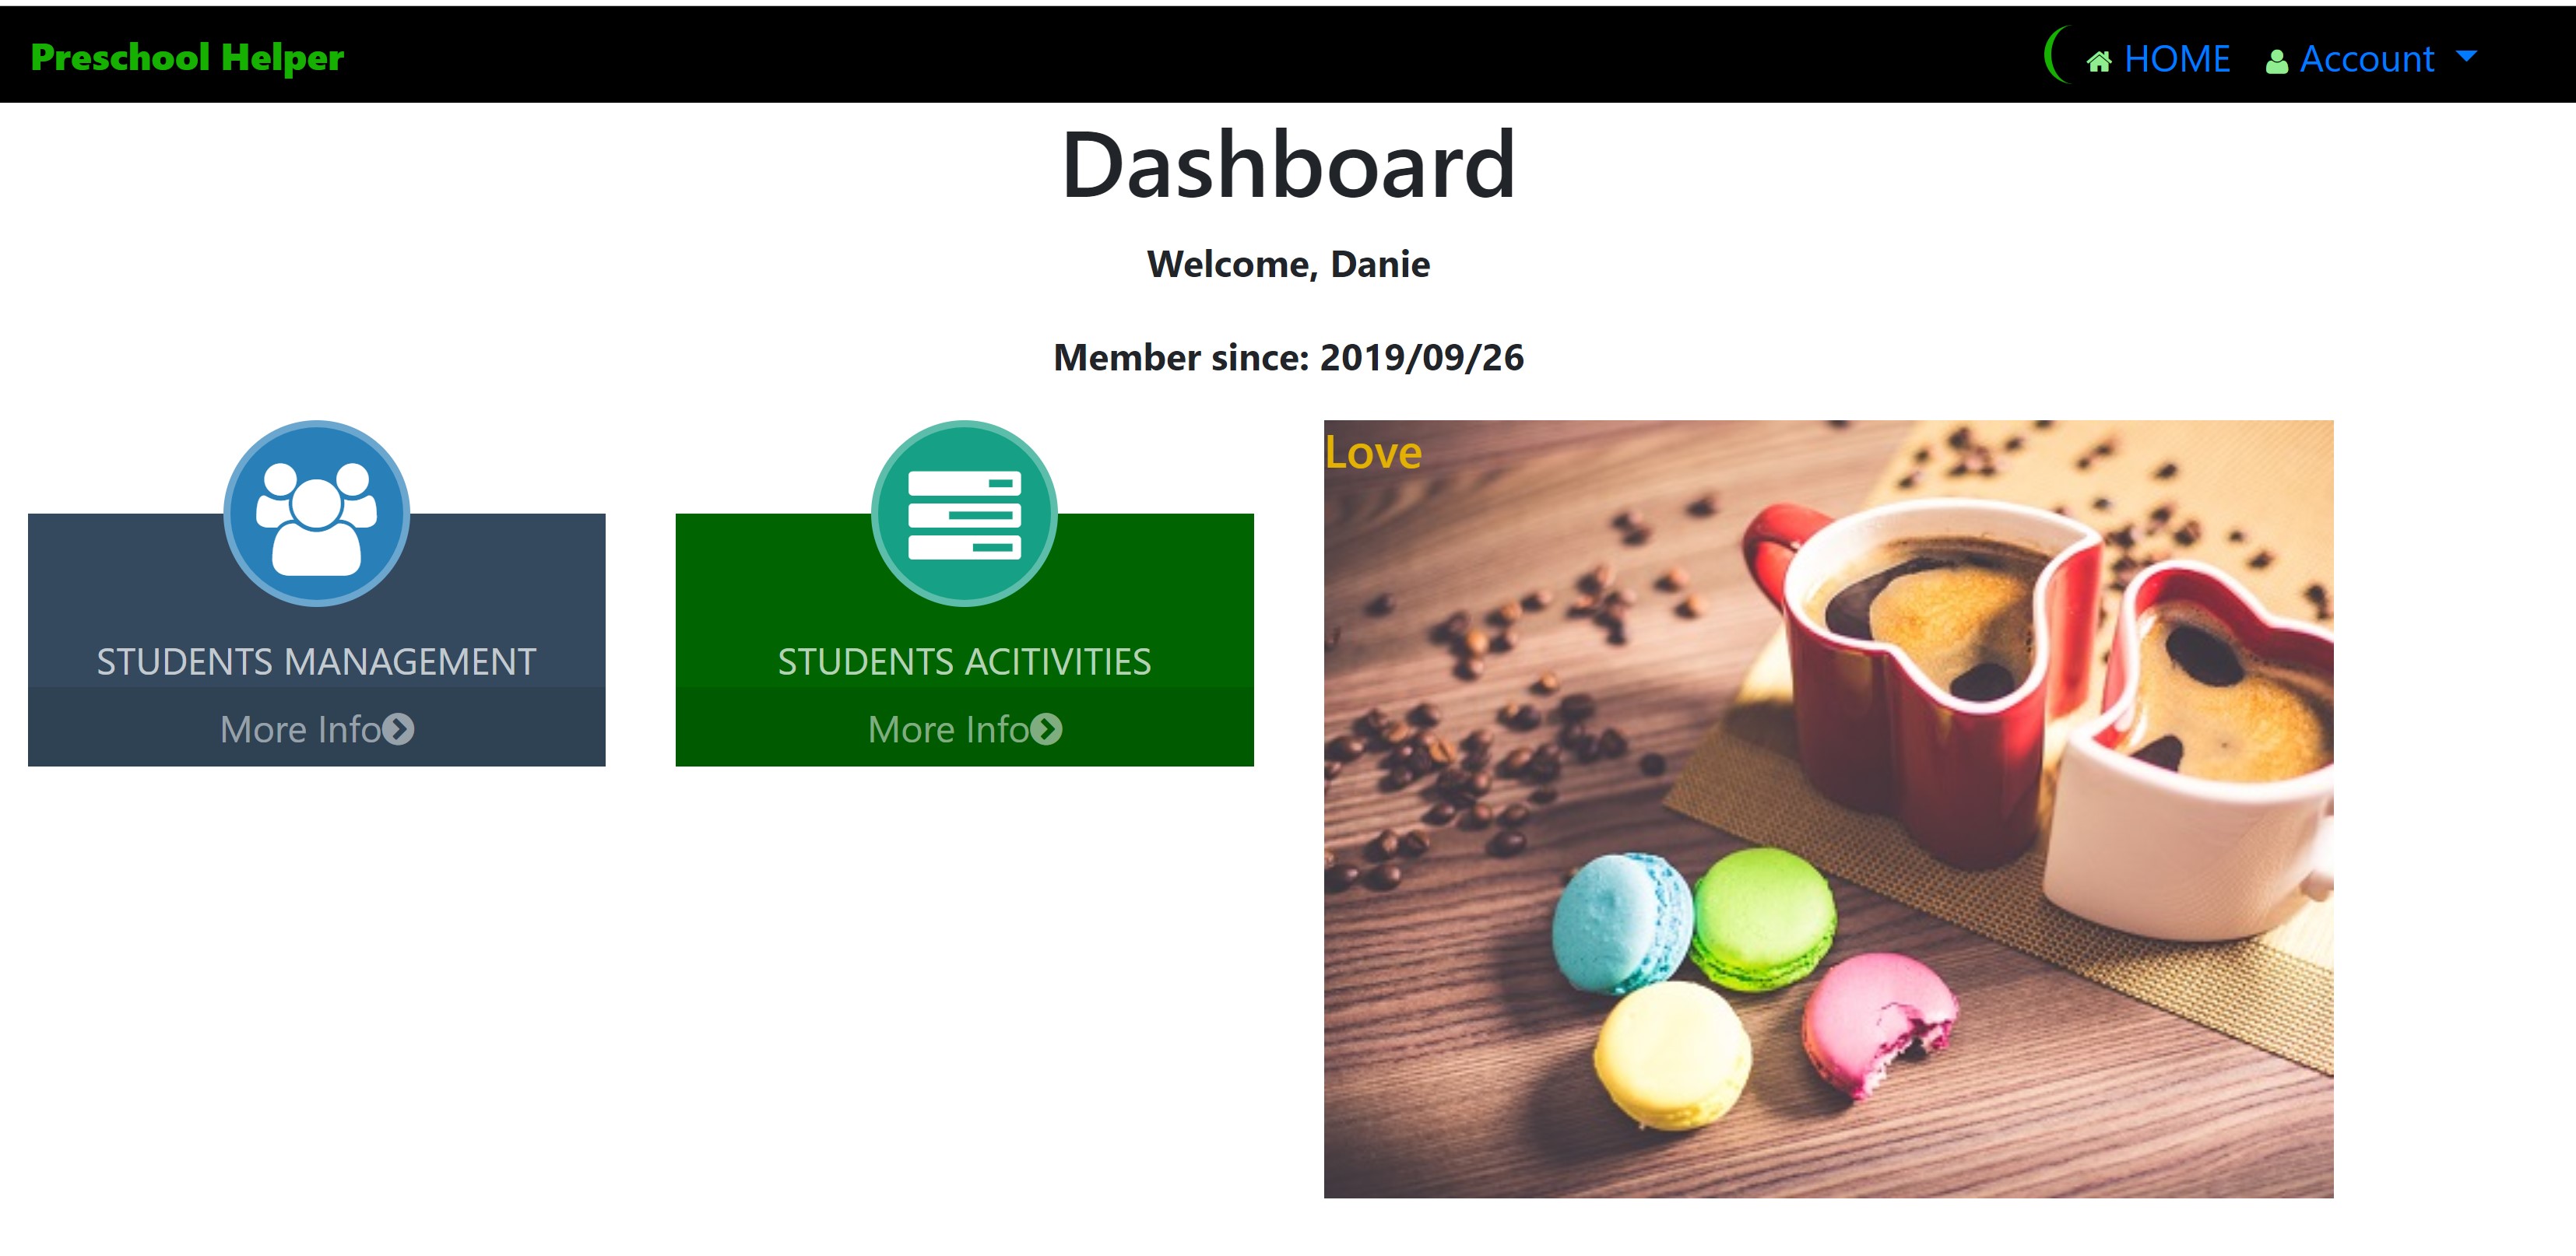 Preschool Helper
HOME
Account
Dashboard
Welcome, Danie
Member since: 2019/09/26
STUDENTS MANAGEMENT
More Info
STUDENTS ACITIVITIES
More Info
Love